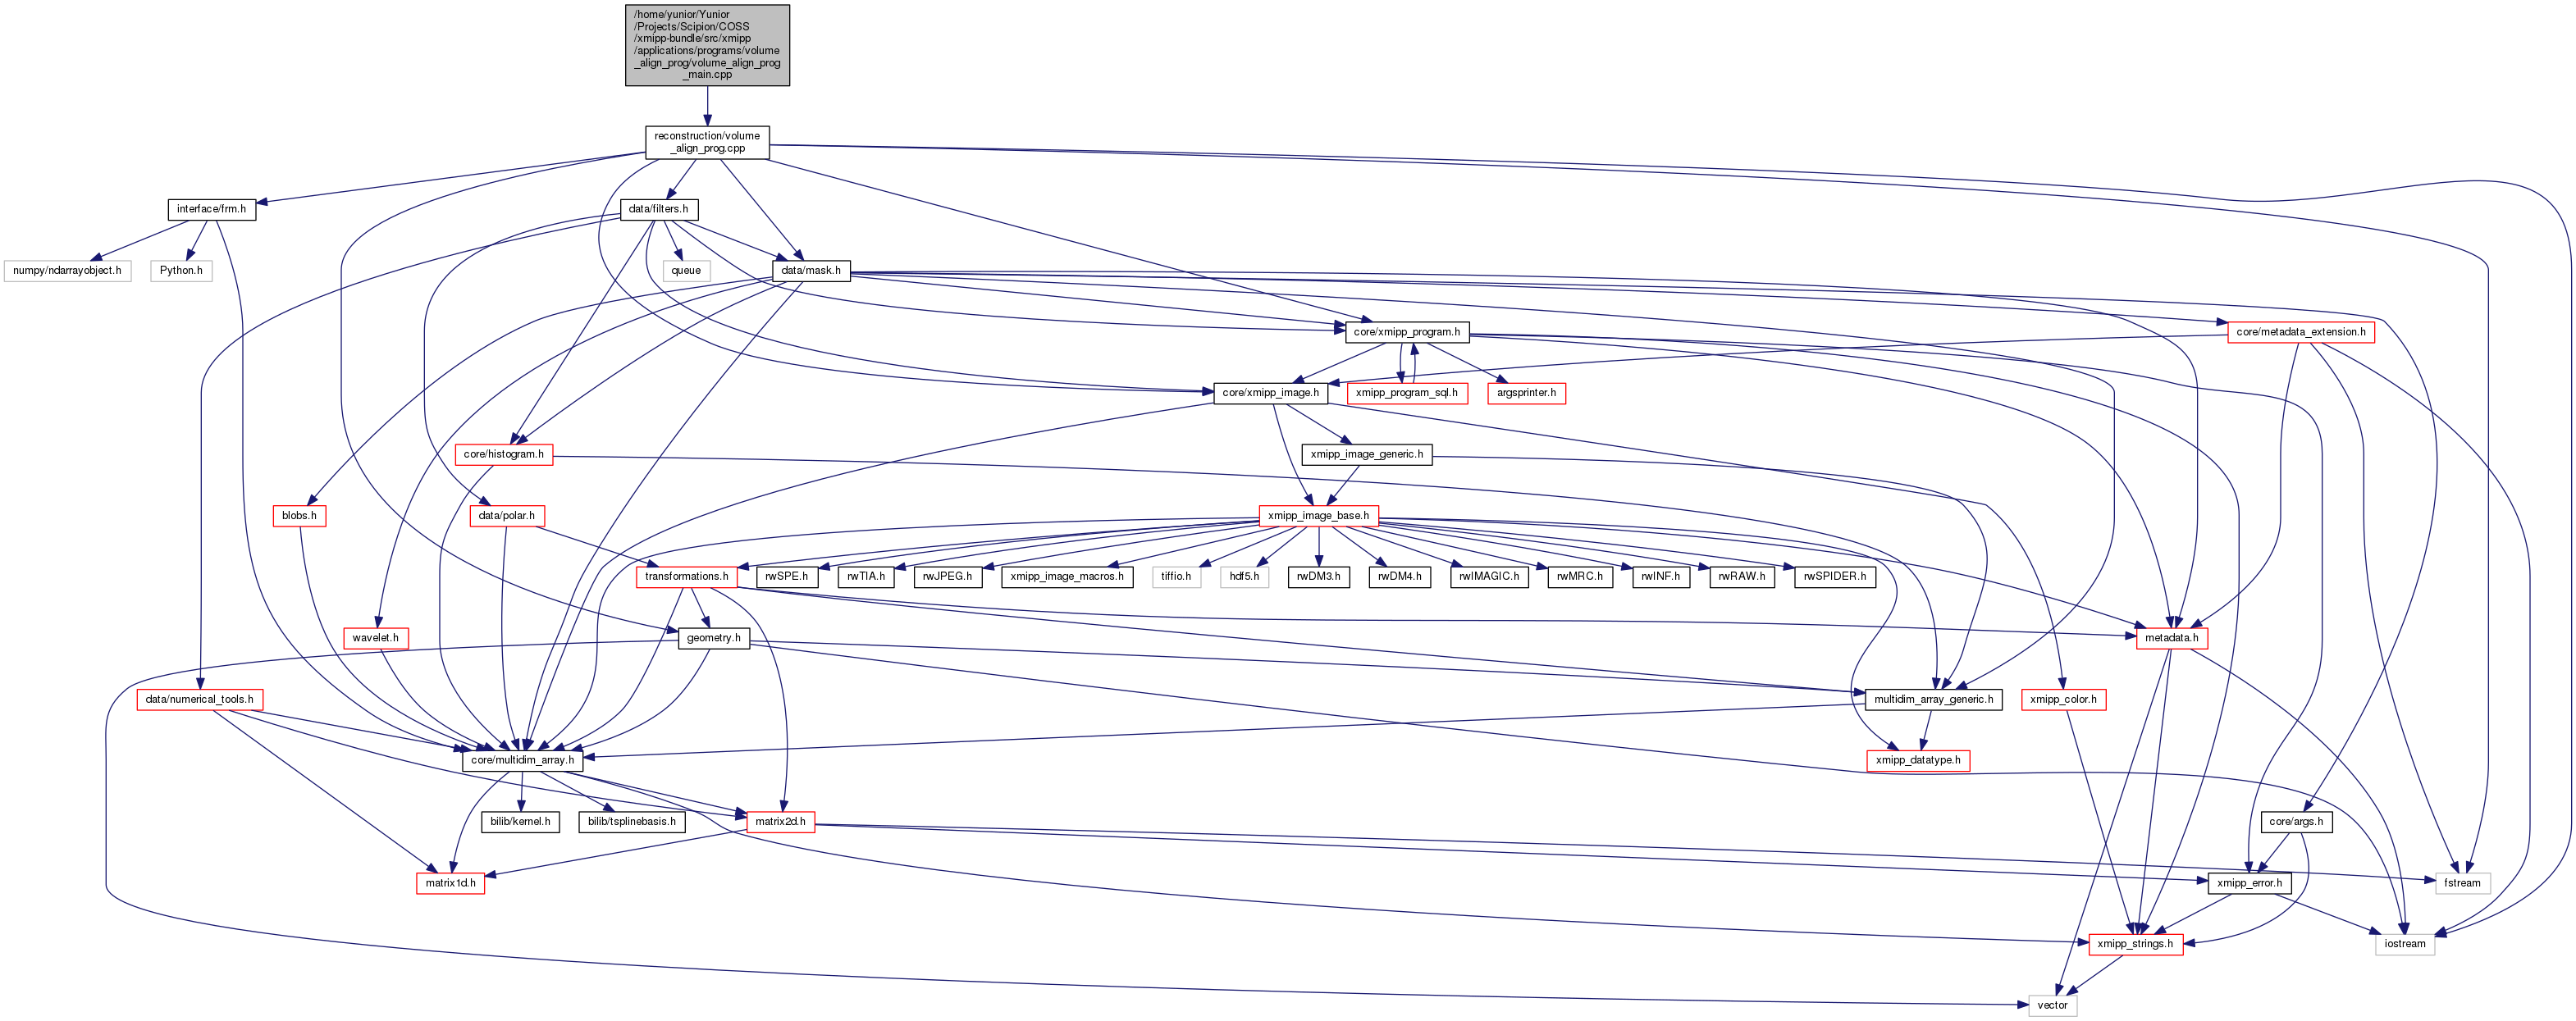 /home/yunior/Yunior
/Projects/Scipion/COSS
/xmipp-bundle/src/xmipp
/applications/programs/volume
_align_prog/volume_align_prog
_main.cpp
reconstruction/volume
_align_prog.cpp
interface/frm.h
data/filters.h
numpy/ndarrayobject.h
Python.h
queue
data/mask.h
core/xmipp_program.h
core/metadata_extension.h
core/xmipp_image.h
xmipp_program_sql.h
argsprinter.h
core/histogram.h
xmipp_image_generic.h
blobs.h
data/polar.h
xmipp_image_base.h
transformations.h
rwSPE.h
rwTIA.h
rwJPEG.h
xmipp_image_macros.h
tiffio.h
hdf5.h
rwDM3.h
rwDM4.h
rwIMAGIC.h
rwMRC.h
rwINF.h
rwRAW.h
rwSPIDER.h
wavelet.h
geometry.h
metadata.h
data/numerical_tools.h
multidim_array_generic.h
xmipp_color.h
core/multidim_array.h
xmipp_datatype.h
bilib/kernel.h
bilib/tsplinebasis.h
matrix2d.h
core/args.h
matrix1d.h
xmipp_error.h
fstream
xmipp_strings.h
iostream
vector